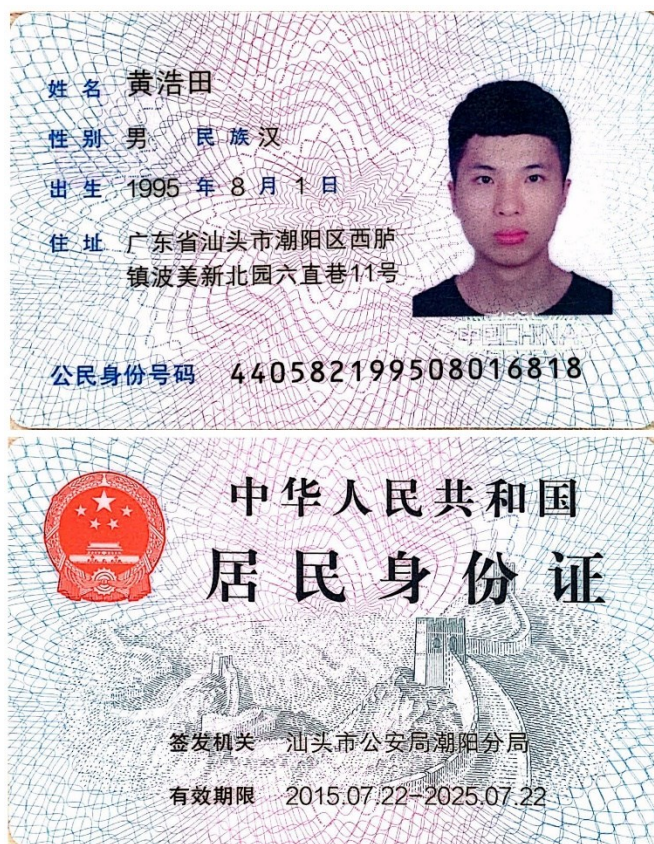 姓名 黄浩田
性别 男 民族 汉
出生 1995 年 8 月 1 日
住址 广东省汕头市潮阳区西胪
镇波美新北园六直巷11号
CHINA
公民身份号码 440582199508016818
中华人民共和国
居民身份证
签发机关 汕头市公安局潮阳分局
有效期限 2015.07.22-2025.07.22